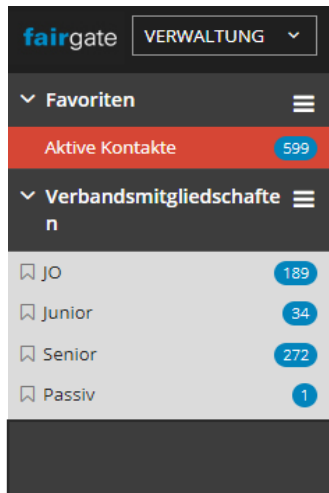 fairgate VERWALTUNG
Favoriten
Aktive Kontakte 599
Verbandsmitgliedschafte
n
JO 189
Junior 34
Senior 272
Passiv 1